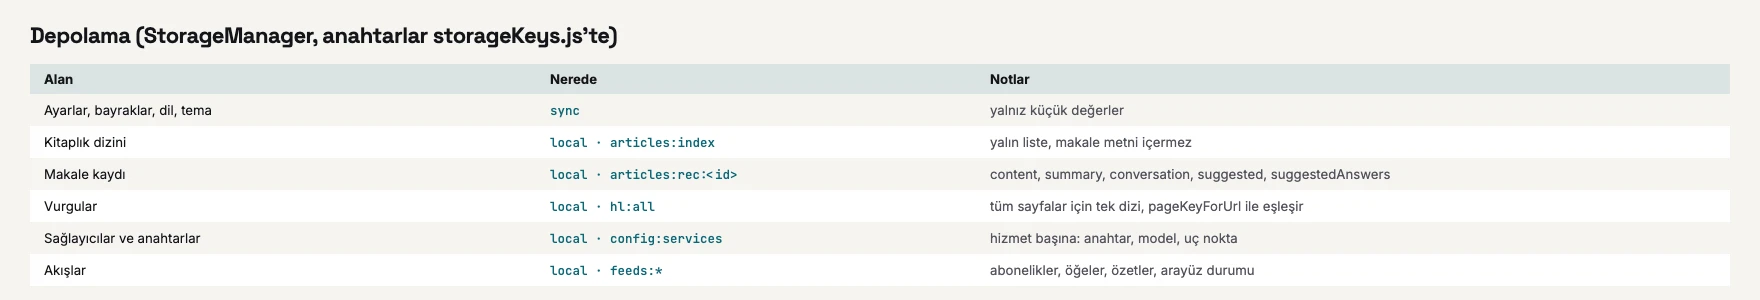 Depolama (StorageManager, anahtarlar storageKeys.js’te)
Alan Nerede Notlar
Ayarlar, bayraklar, dil, tema sync yalnız küçük değerler
Kitaplık dizini local · articles:index yalın liste, makale metni içermez
Makale kaydı local · articles:rec:<id> content, summary, conversation, suggested, suggestedAnswers
Vurgular local · hl:all tüm sayfalar için tek dizi, pageKeyForUrl ile eşleşir
Sağlayıcılar ve anahtarlar local · config:services hizmet başına: anahtar, model, uç nokta
Akışlar local · feeds:* abonelikler, öğeler, özetler, arayüz durumu